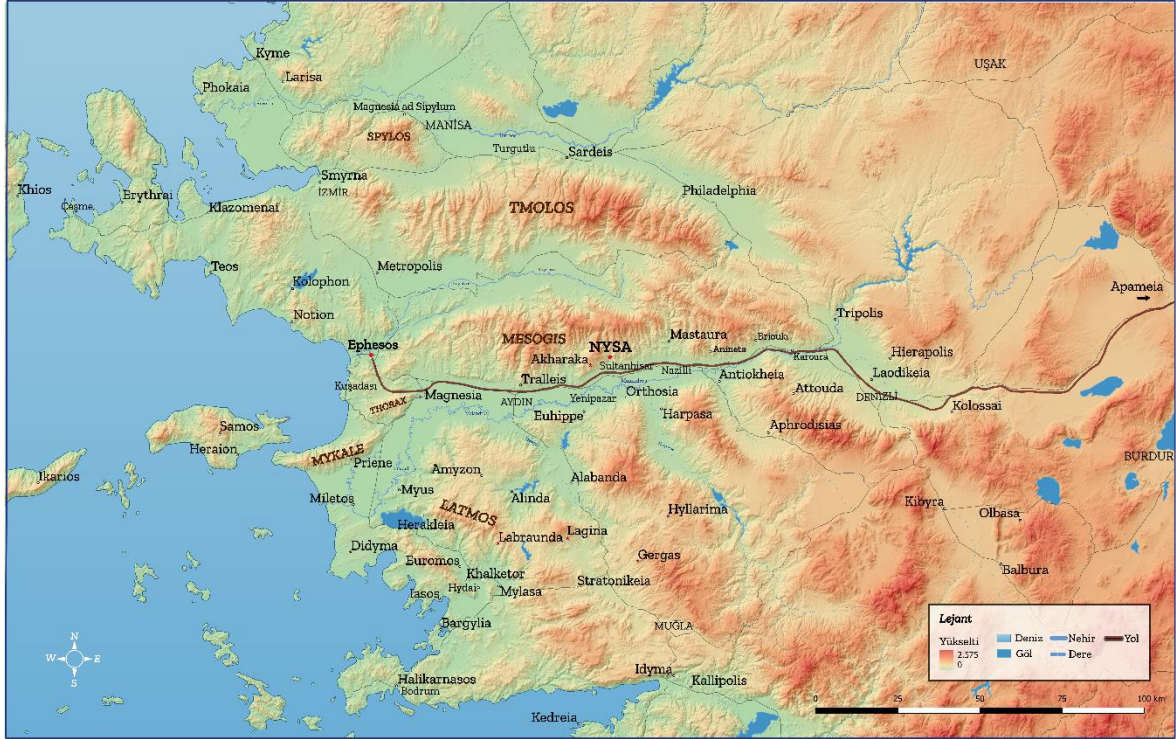 Kyme
UŞAK
Larisa
Phokaia
Magnesia ad Sipylum
MANİSA
SPYLOS
Turgutlu
Sardeis
Smyrna
İZMİR
Khios
Erythrai
Çeşme
Klazomenai
Philadelphia
TMOLOS
Teos
Metropolis
Kolophon
Apameia
Notion
Tripolis
Ephesos
MESOGIS
NYSA
Mastaura
Brioula
Anineta
Akharaka
Sultanhisar
Karoura
Hierapolis
Nazilli
Laodikeia
Kuşadası
Tralleis
Antiokheia
Attouda
THORAX
Magnesia
AYDIN
Yenipazar
Orthosia
DENİZLİ
Kolossai
Euhippe
Harpasa
Samos
Aphrodisias
Heraion
MYKALE
Priene
BURDUR
Ikarios
Amyzon
Alabanda
Myus
Miletos
Alinda
Kibyra
LATMOS
Hyllarima
Olbasa
Herakleia
Labraunda
Lagina
Didyma
Euromos
Gergas
Balbura
Khalketor
Hydai
Mylasa
Stratonikeia
Iasos
Bargylia
MUĞLA
Idyma
Halikarnasos
Bodrum
Kallipolis
Kedreia
N
W E
S
Lejant
Yükselti
2.575
0
Deniz
Nehir
Yol
Göl
Dere
0 25 50 75 100 km